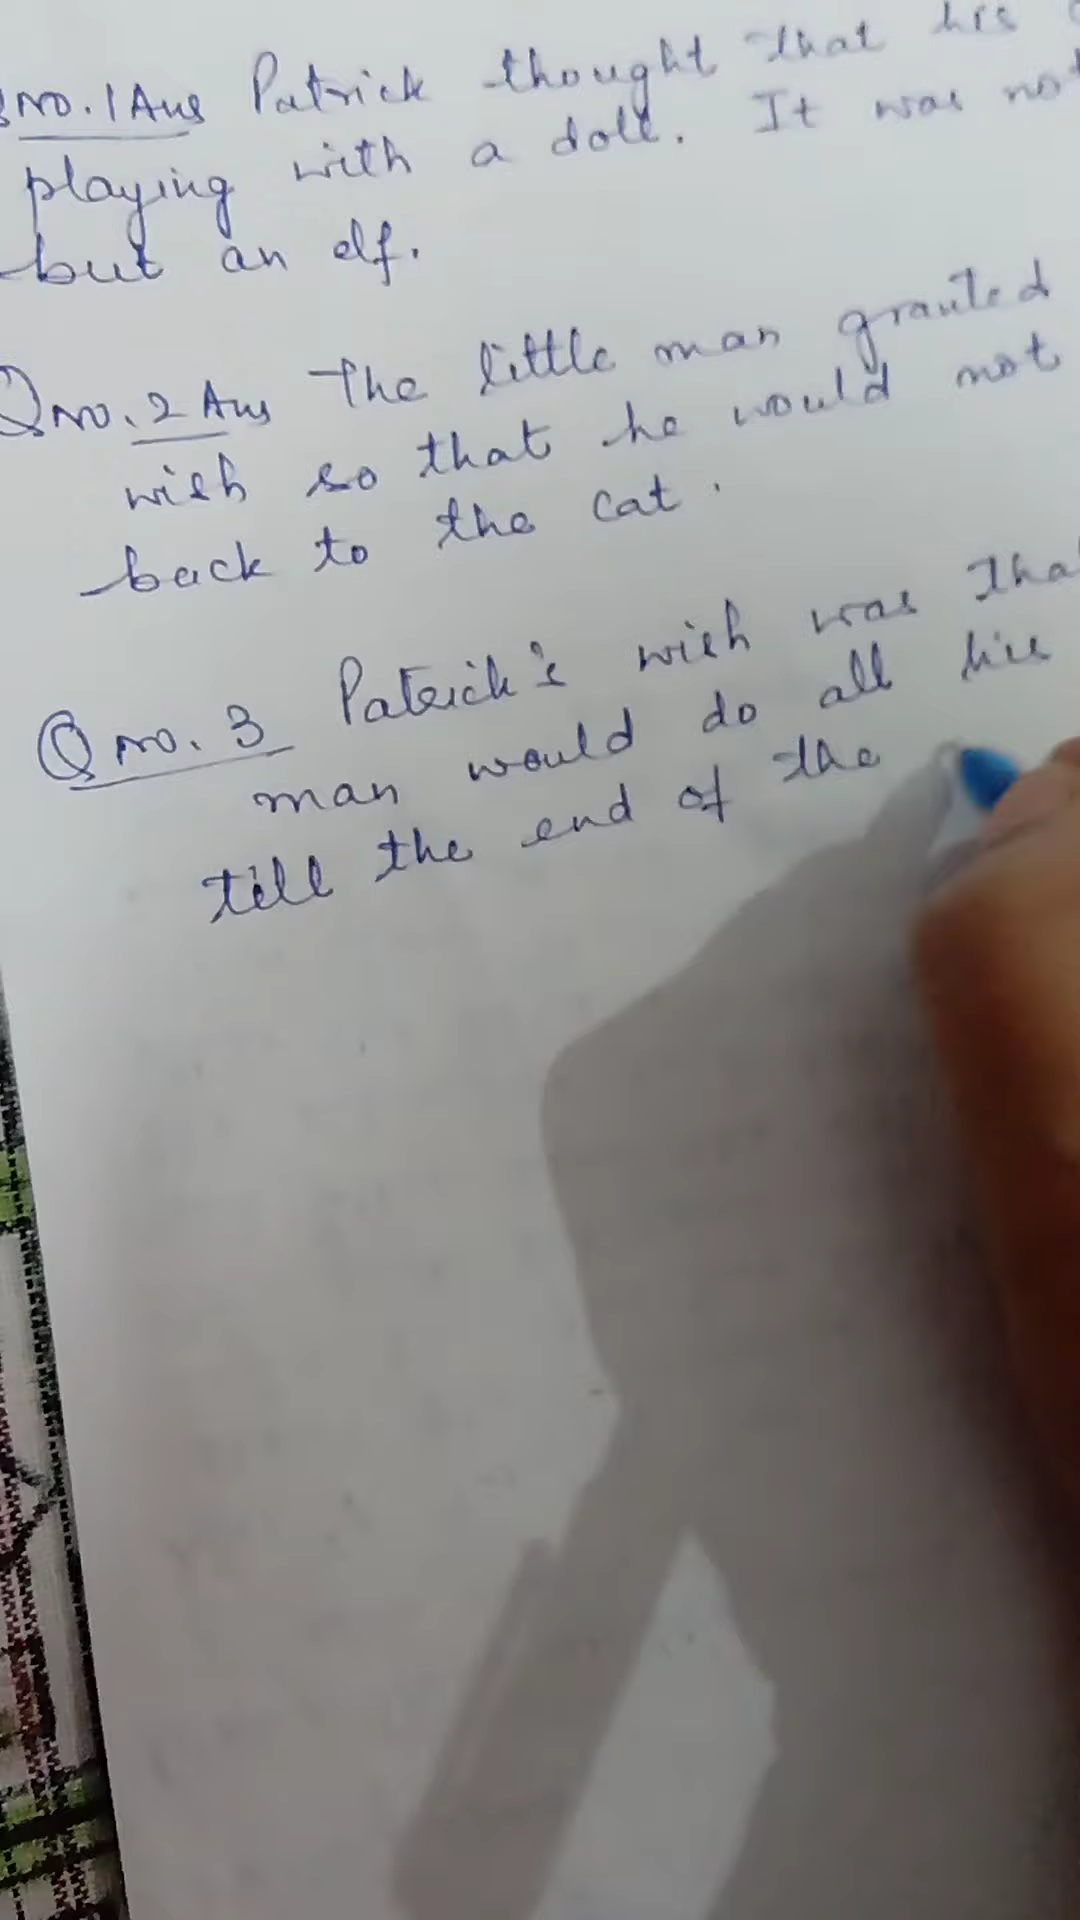 Q NO. 1 Ans Patrick thought that his
playing with a doll. It was not
but an elf.
Q NO. 2 Ans The little man granted
wish so that he would not
back to the cat.
Q NO. 3 Patrick's wish was that
man would do all his
till the end of the